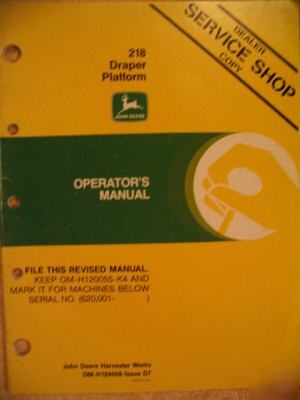 218
Draper
Platform
DEALER
SERVICE SHOP
COPY
JOHN DEERE
OPERATOR'S
MANUAL
FILE THIS REVISED MANUAL.
KEEP OM-H120055-K4 AND
MARK IT FOR MACHINES BELOW
SERIAL NO. (620,001- )
John Deere Harvester Works
OM-H124058-Issue D7